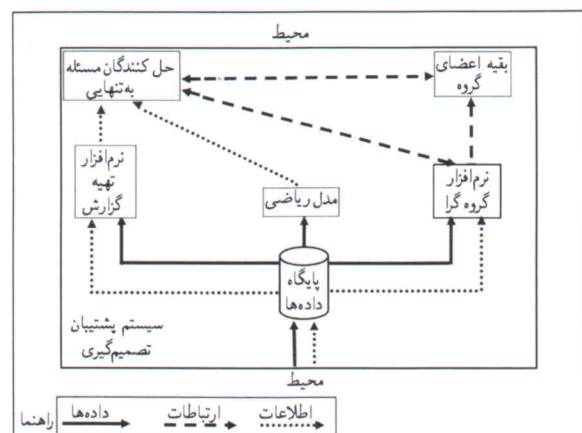 محیط
حل کنندگان مسئله
به‌تنهایی
بقیه اعضای
گروه
نرم‌افزار
تهیه
گزارش
مدل ریاضی
نرم‌افزار
گروه گرا
پایگاه
داده‌ها
سیستم پشتیبان
تصمیم‌گیری
محیط
راهنما
داده‌ها
ارتباطات
اطلاعات